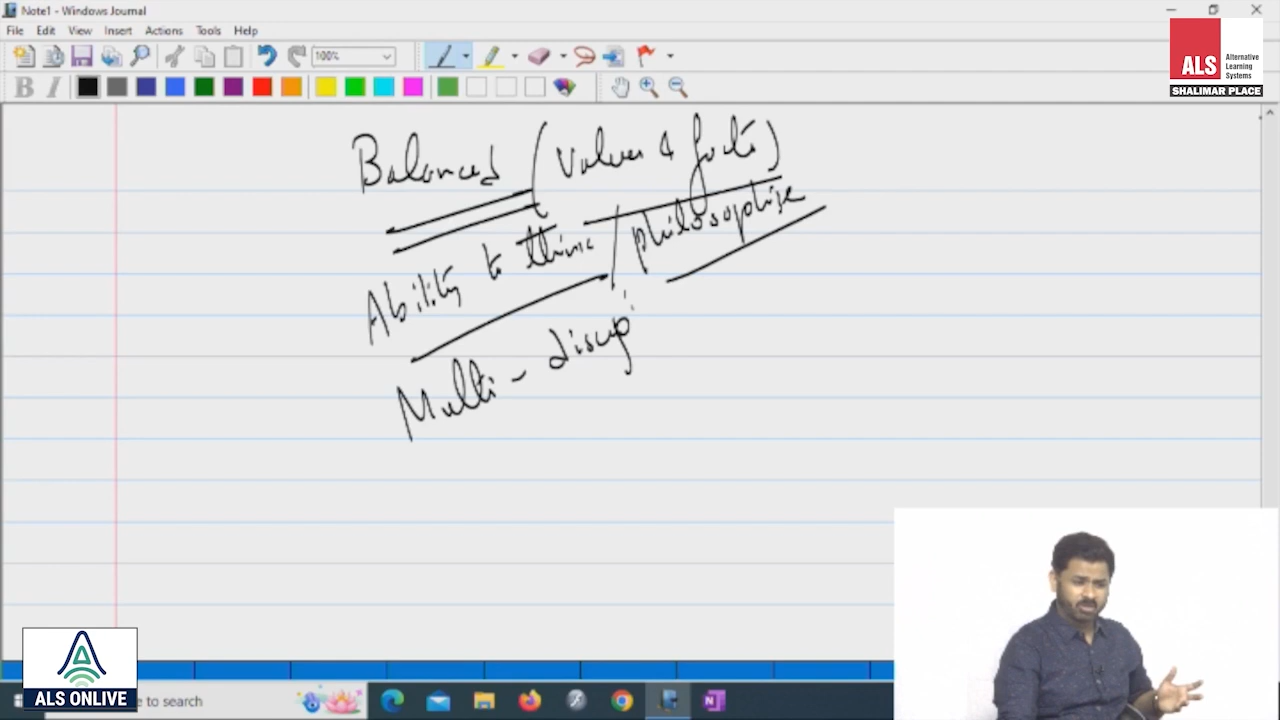 Note1 - Windows Journal
File Edit View Insert Actions Tools Help
100%
B I
ALS Alternative Learning Systems
SHALIMAR PLACE
Balanced (Values & facts)
Ability to think / philosophise
Multi - discip
ALS ONLIVE
e to search